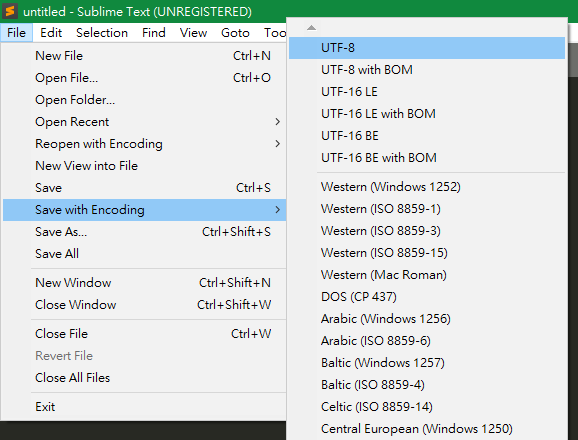 untitled - Sublime Text (UNREGISTERED)
File Edit Selection Find View Goto
New File Ctrl+N
Open File... Ctrl+O
Open Folder...
Open Recent
Reopen with Encoding
New View into File
Save Ctrl+S
Save with Encoding
Save As... Ctrl+Shift+S
Save All
New Window Ctrl+Shift+N
Close Window Ctrl+Shift+W
Close File Ctrl+W
Revert File
Close All Files
Exit
UTF-8
UTF-8 with BOM
UTF-16 LE
UTF-16 LE with BOM
UTF-16 BE
UTF-16 BE with BOM
Western (Windows 1252)
Western (ISO 8859-1)
Western (ISO 8859-3)
Western (ISO 8859-15)
Western (Mac Roman)
DOS (CP 437)
Arabic (Windows 1256)
Arabic (ISO 8859-6)
Baltic (Windows 1257)
Baltic (ISO 8859-4)
Celtic (ISO 8859-14)
Central European (Windows 1250)